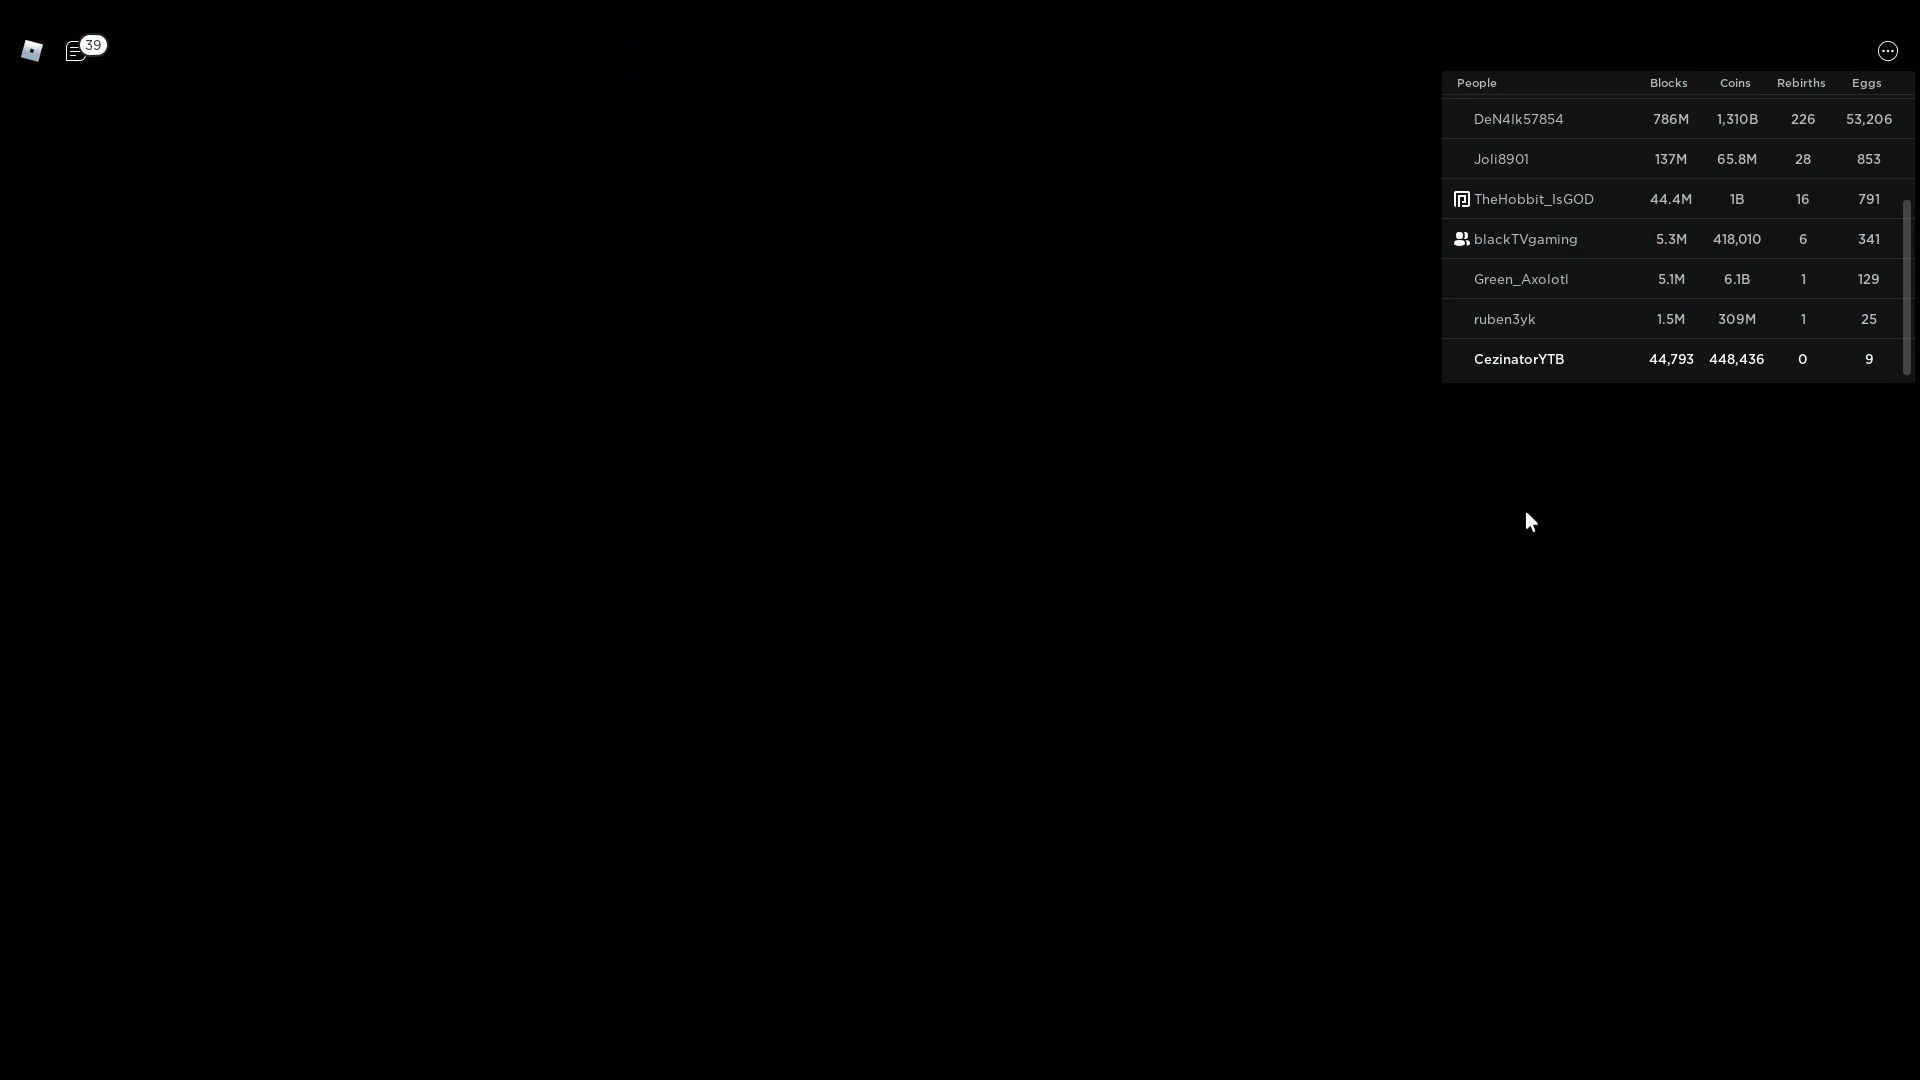 39
People Blocks Coins Rebirths Eggs
DeN4Ik57854 786M 1,310B 226 53,206
Joli8901 137M 65.8M 28 853
TheHobbit_IsGOD 44.4M 1B 16 791
blackTVgaming 5.3M 418,010 6 341
Green_Axolotl 5.1M 6.1B 1 129
ruben3yk 1.5M 309M 1 25
CezinatorYTB 44,793 448,436 0 9